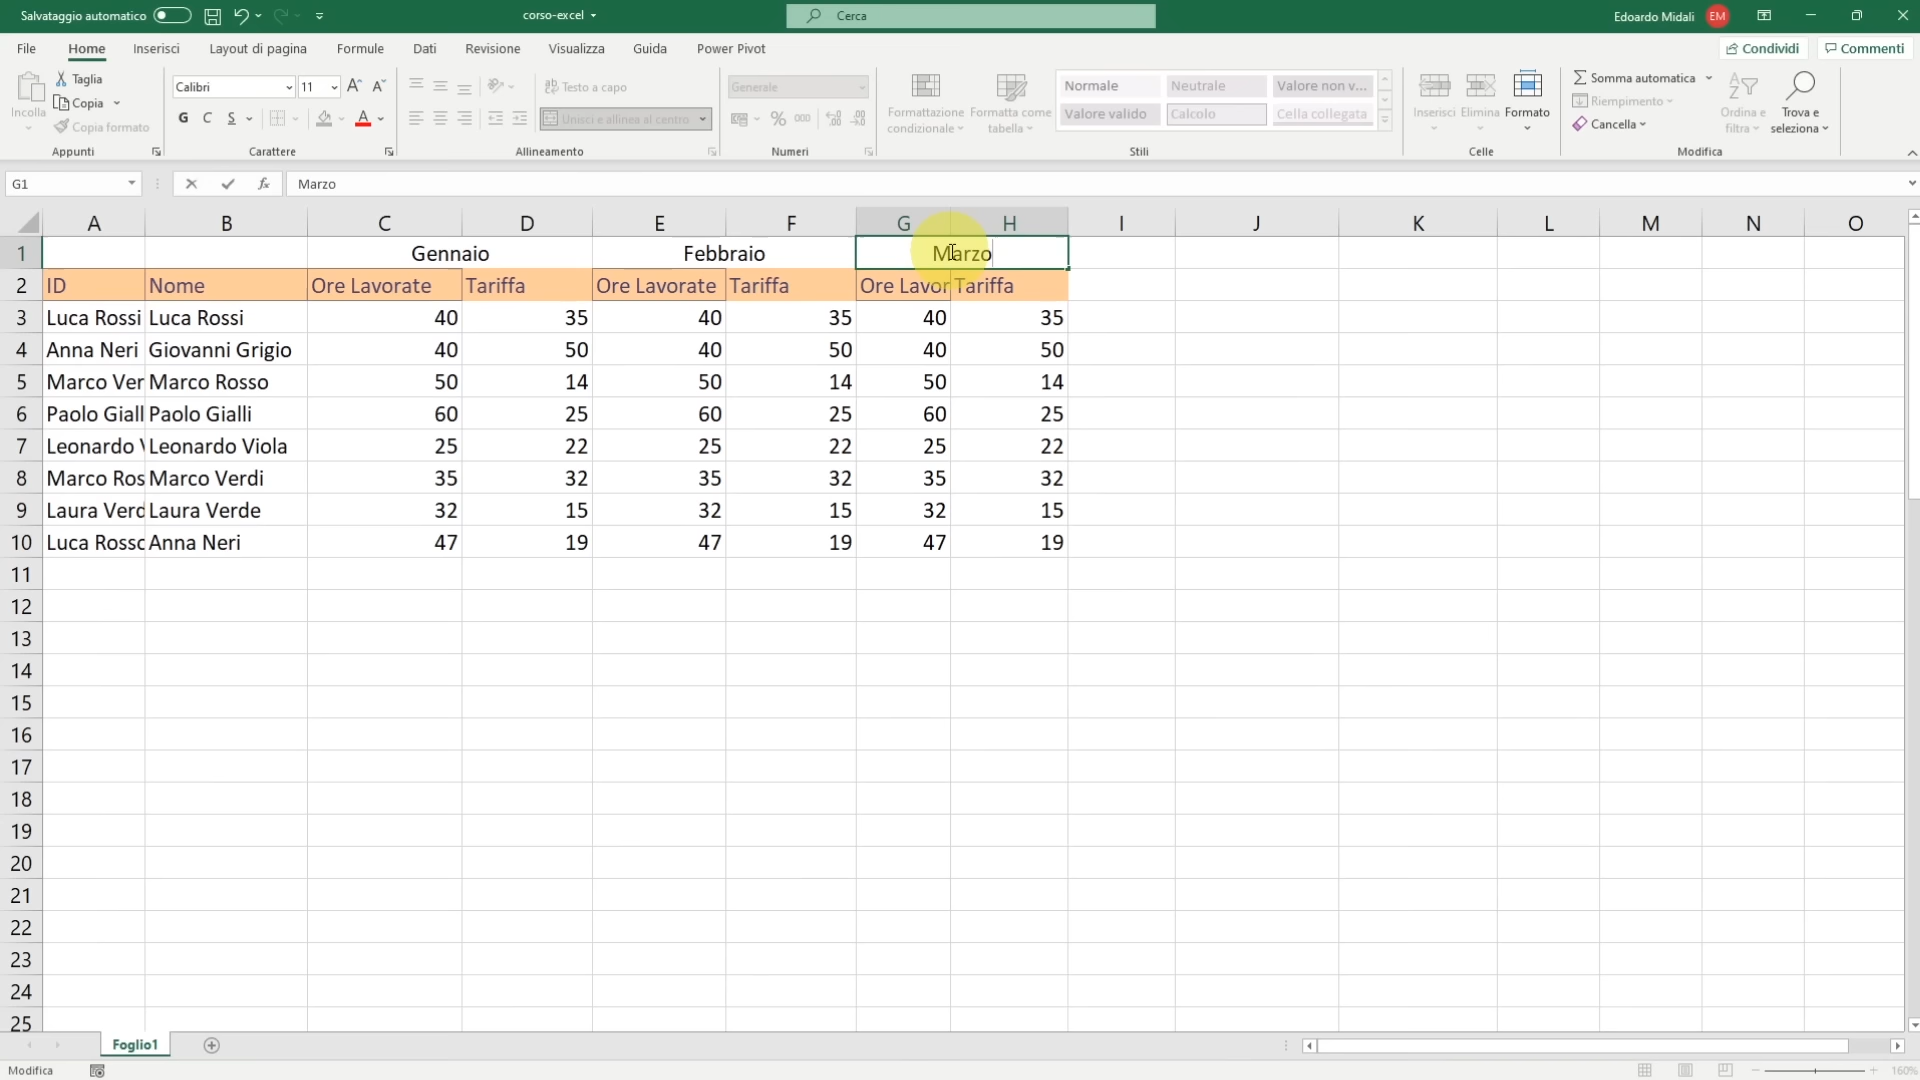 Salvataggio automatico corso-excel Cerca Edoardo Midali EM
File Home Inserisci Layout di pagina Formule Dati Revisione Visualizza Guida Power Pivot Condividi Commenti
Incolla Taglia Copia Copia formato
Appunti
Calibri 11
G C S A
Carattere
Testo a capo
Unisci e allinea al centro
Allineamento
Generale
% 000
Numeri
Formattazione condizionale
Formatta come tabella
Normale Neutrale Valore non v...
Valore valido Calcolo Cella collegata
Stili
Inserisci Elimina Formato
Celle
Somma automatica
Riempimento
Cancella
Ordina e filtra
Trova e seleziona
Modifica
G1 fx Marzo
A B C D E F G H I J K L M N O
1 Gennaio Febbraio Marzo
2 ID Nome Ore Lavorate Tariffa Ore Lavorate Tariffa Ore Lavor Tariffa
3 Luca Rossi Luca Rossi 40 35 40 35 40 35
4 Anna Neri Giovanni Grigio 40 50 40 50 40 50
5 Marco Ver Marco Rosso 50 14 50 14 50 14
6 Paolo Giall Paolo Gialli 60 25 60 25 60 25
7 Leonardo Leonardo Viola 25 22 25 22 25 22
8 Marco Ros Marco Verdi 35 32 35 32 35 32
9 Laura Verd Laura Verde 32 15 32 15 32 15
10 Luca Rosso Anna Neri 47 19 47 19 47 19
11
12
13
14
15
16
17
18
19
20
21
22
23
24
25
Foglio1
Modifica 160%